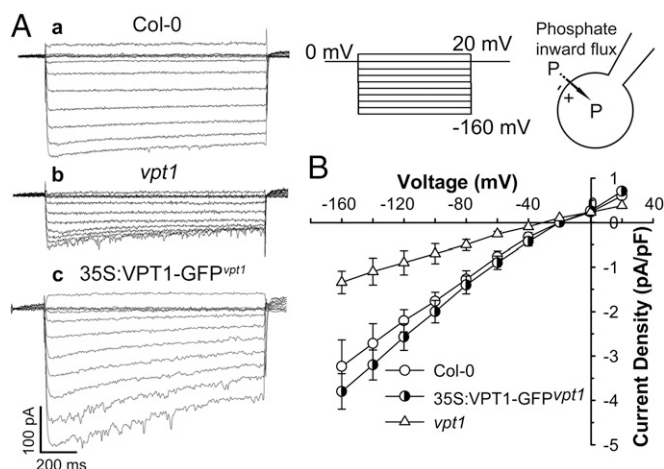 A
a
Col-0
b
vpt1
c
35S:VPT1-GFPvpt1
100 pA
200 ms
0 mV
20 mV
-160 mV
Phosphate
inward flux
P
-
+
P
B
Voltage (mV)
-160 -120 -80 -40 0 20
1
0
-1
-2
-3
-4
-5
Current Density (pA/pF)
Col-0
35S:VPT1-GFPvpt1
vpt1